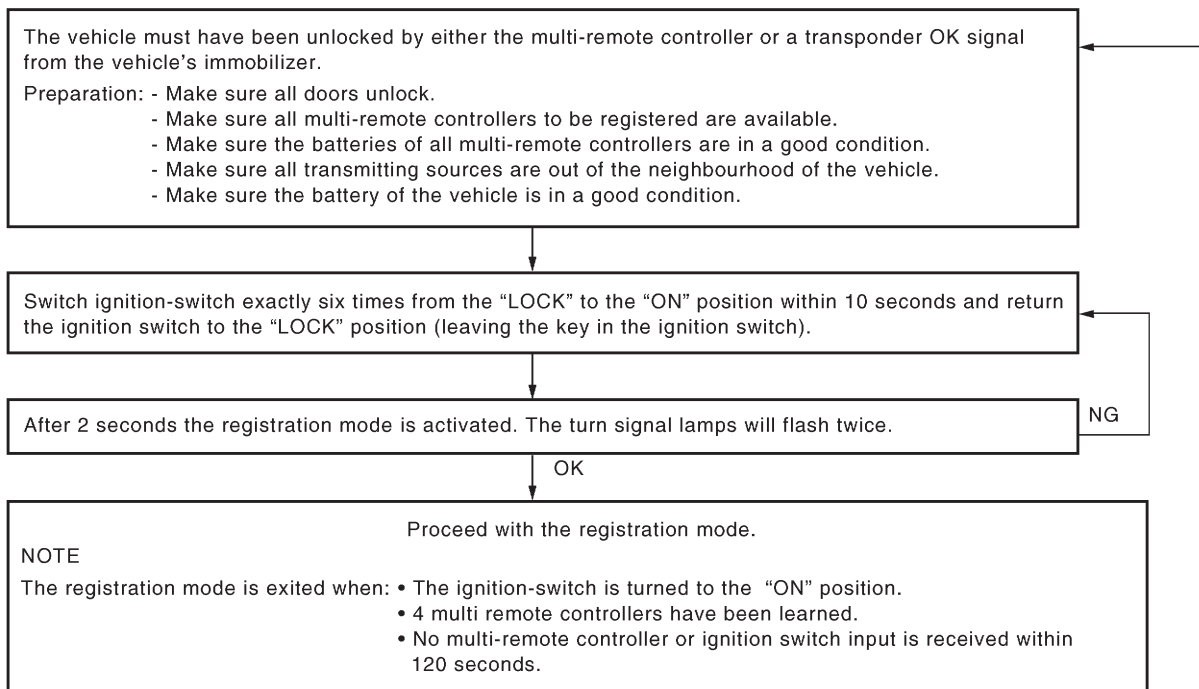 The vehicle must have been unlocked by either the multi-remote controller or a transponder OK signal
from the vehicle's immobilizer.
Preparation: - Make sure all doors unlock.
- Make sure all multi-remote controllers to be registered are available.
- Make sure the batteries of all multi-remote controllers are in a good condition.
- Make sure all transmitting sources are out of the neighbourhood of the vehicle.
- Make sure the battery of the vehicle is in a good condition.
Switch ignition-switch exactly six times from the “LOCK” to the “ON” position within 10 seconds and return
the ignition switch to the “LOCK” position (leaving the key in the ignition switch).
After 2 seconds the registration mode is activated. The turn signal lamps will flash twice.
NG
OK
Proceed with the registration mode.
NOTE
The registration mode is exited when: • The ignition-switch is turned to the “ON” position.
• 4 multi remote controllers have been learned.
• No multi-remote controller or ignition switch input is received within
120 seconds.